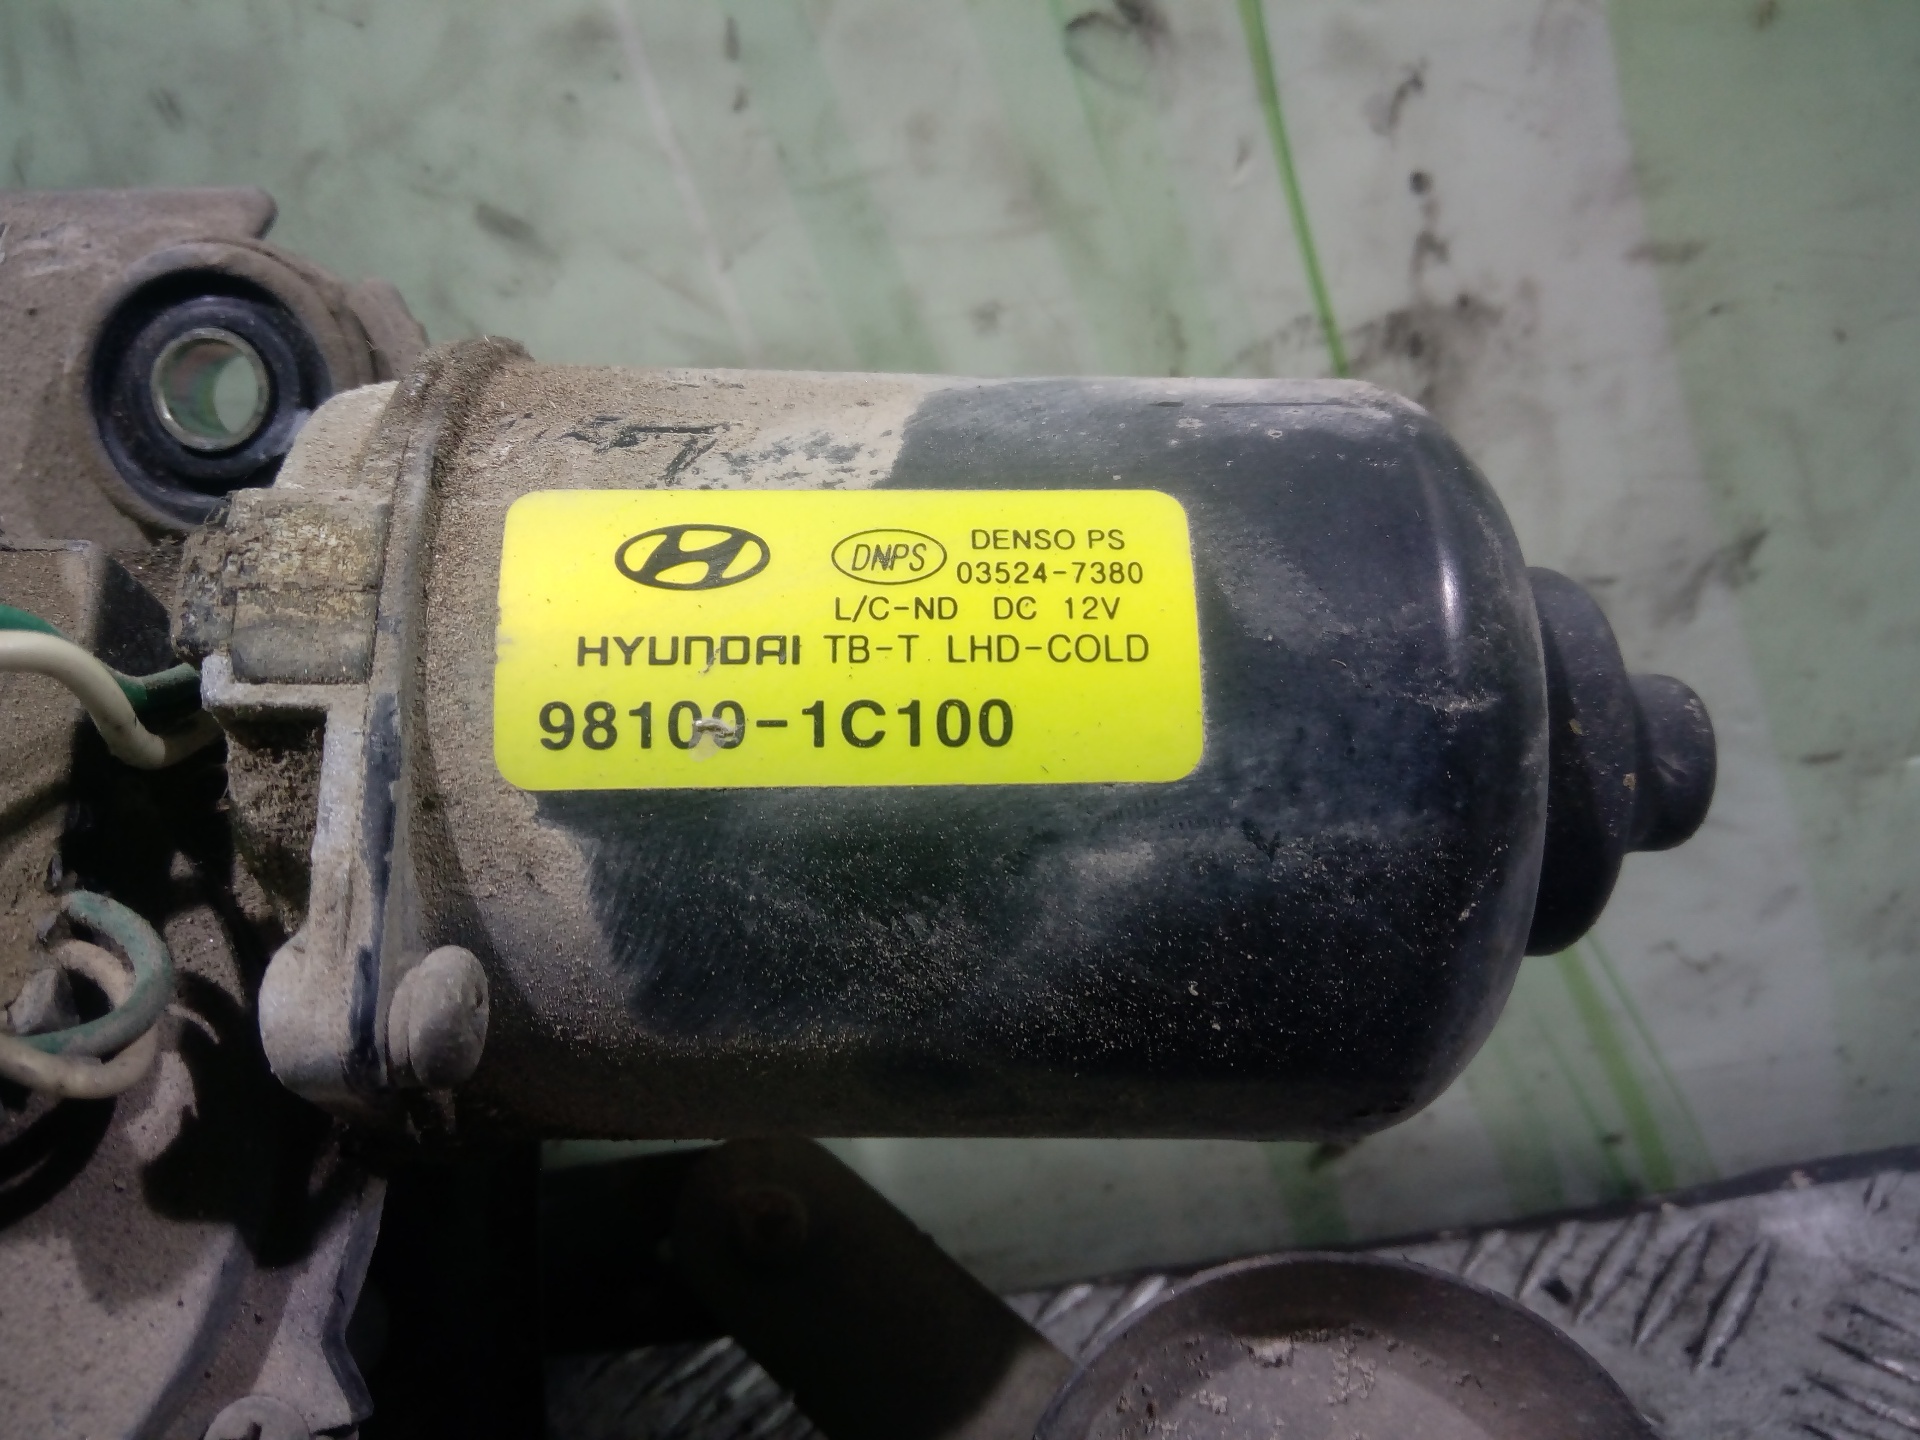 DNPS DENSO PS
03524-7380
L/C-ND DC 12V
HYUNDAI TB-T LHD-COLD
98100-1C100